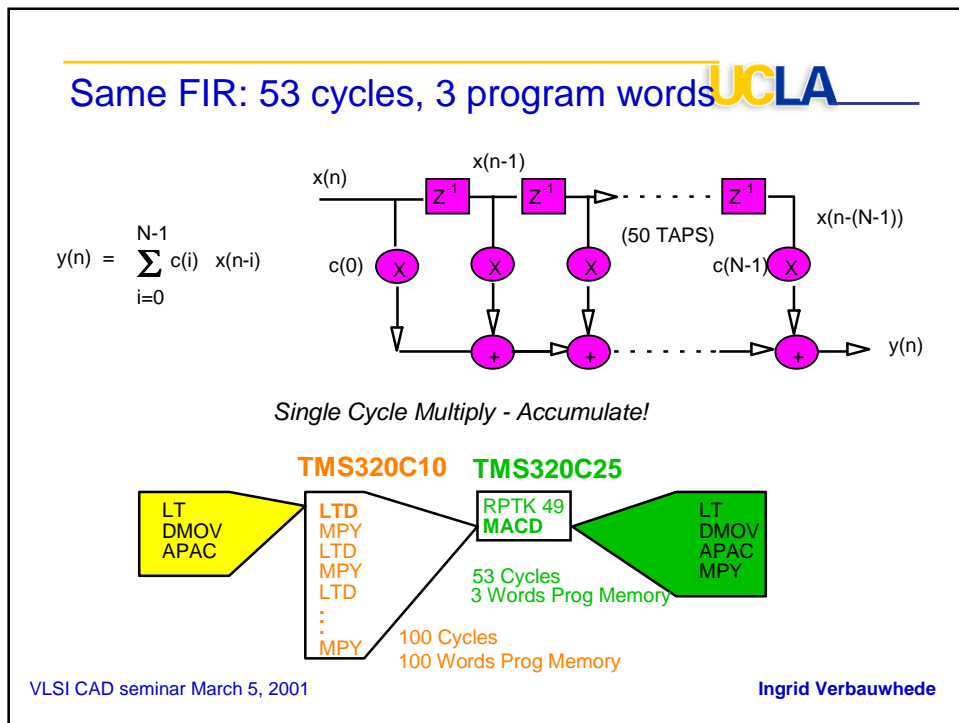 Same FIR: 53 cycles, 3 program words
UCLA
x(n)
x(n-1)
Z-1
Z-1
Z-1
x(n-(N-1))
(50 TAPS)
N-1
y(n) = ∑ c(i) x(n-i)
i=0
c(0)
X
X
X
c(N-1)
X
+
+
+
y(n)
Single Cycle Multiply - Accumulate!
TMS320C10
TMS320C25
LT
DMOV
APAC
LTD
MPY
LTD
MPY
LTD
.
.
.
MPY
100 Cycles
100 Words Prog Memory
RPTK 49
MACD
53 Cycles
3 Words Prog Memory
LT
DMOV
APAC
MPY
VLSI CAD seminar March 5, 2001
Ingrid Verbauwhede